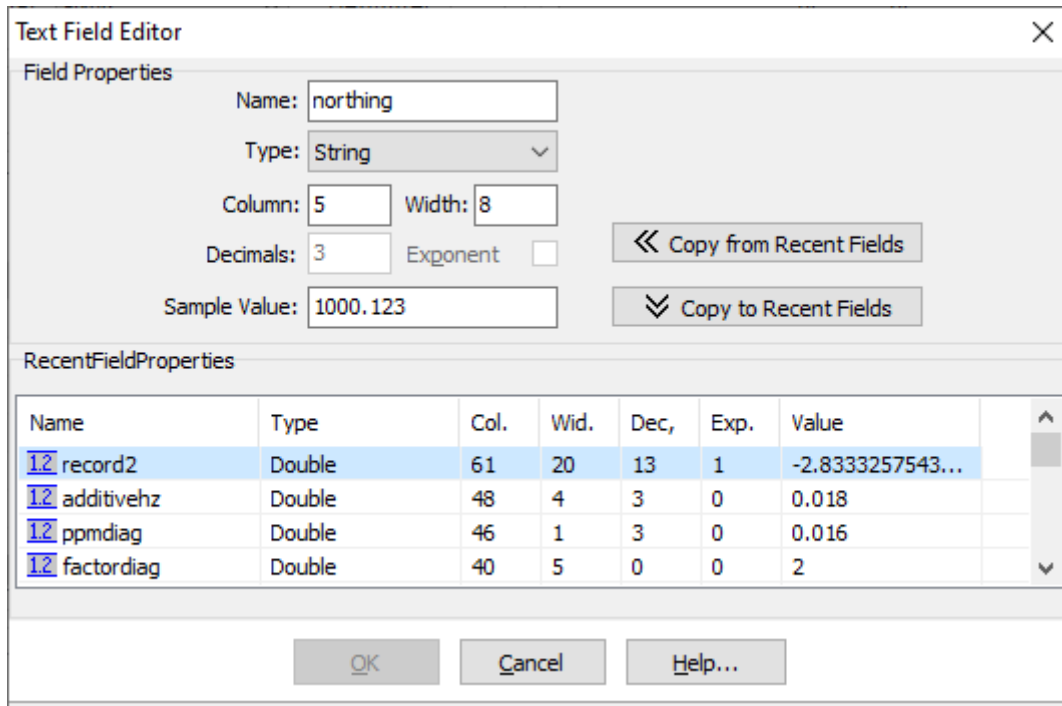 Text Field Editor
Field Properties
Name: northing
Type: String
Column: 5 Width: 8
Decimals: 3 Exponent
Copy from Recent Fields
Sample Value: 1000.123
Copy to Recent Fields
RecentFieldProperties
Name Type Col. Wid. Dec, Exp. Value
1.2 record2 Double 61 20 13 1 -2.8333257543...
1.2 additivehz Double 48 4 3 0 0.018
1.2 ppmdiag Double 46 1 3 0 0.016
1.2 factordiag Double 40 5 0 0 2
OK Cancel Help...